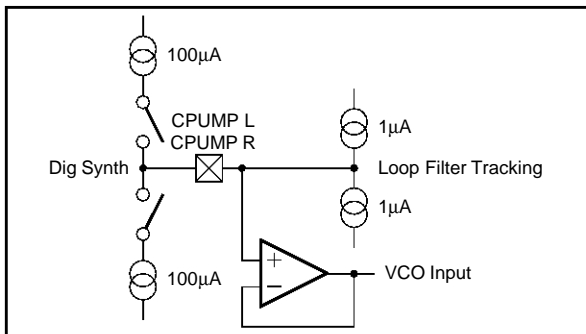 100μA
CPUMP L
CPUMP R
1μA
Dig Synth
Loop Filter Tracking
1μA
+
−
VCO Input
100μA